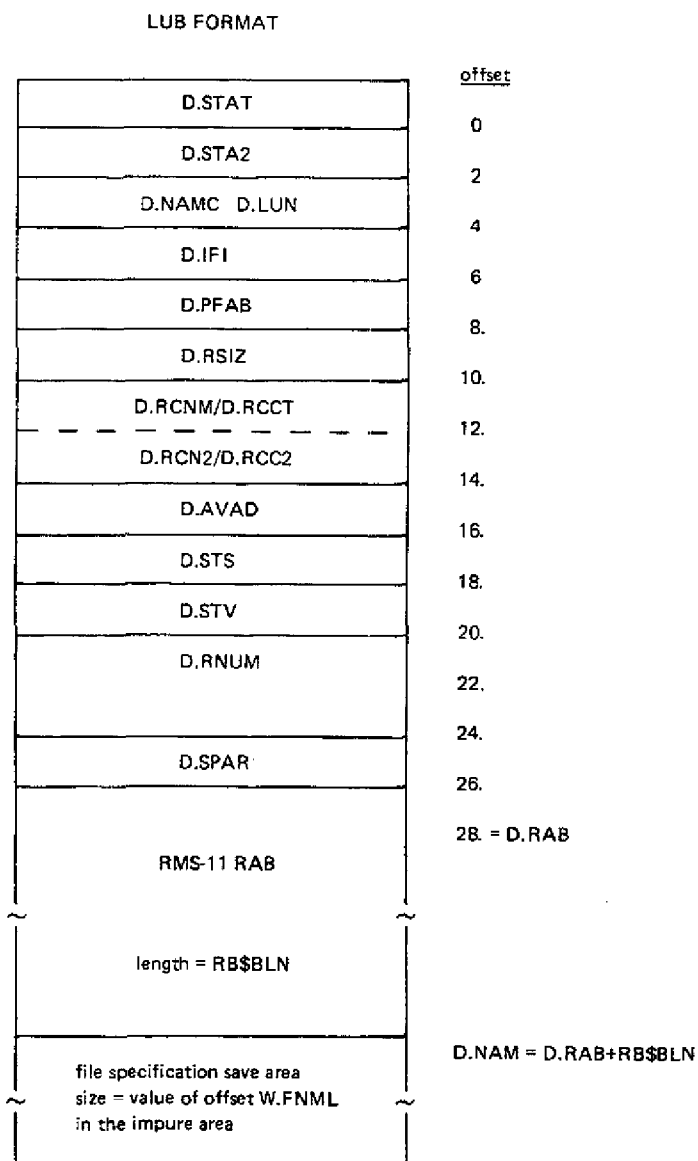 LUB FORMAT
offset
D.STAT
0
D.STA2
2
D.NAMC D.LUN
4
D.IFI
6
D.PFAB
8.
D.RSIZ
10.
D.RCNM/D.RCCT
12.
D.RCN2/D.RCC2
14.
D.AVAD
16.
D.STS
18.
D.STV
20.
D.RNUM
22.
24.
D.SPAR
26.
28. = D.RAB
RMS-11 RAB
length = RB$BLN
D.NAM = D.RAB+RB$BLN
file specification save area
size = value of offset W.FNML
in the impure area